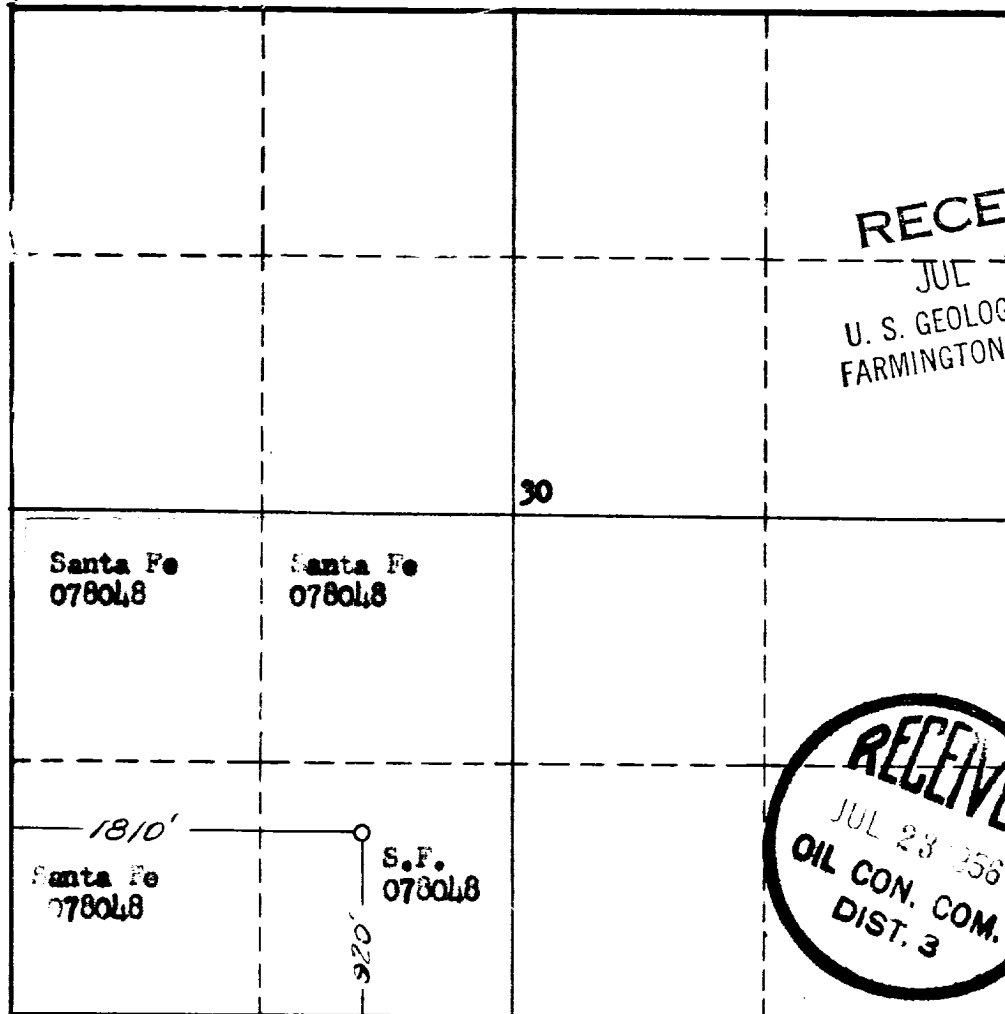 RECE
JUL
U. S. GEOLOG
FARMINGTON
30
Santa Fe
078048
Santa Fe
078048
RECEIVE
JUL 23 1956
OIL CON. COM.
DIST. 3
1810'
Santa Fe
078048
S.F.
078048
920'